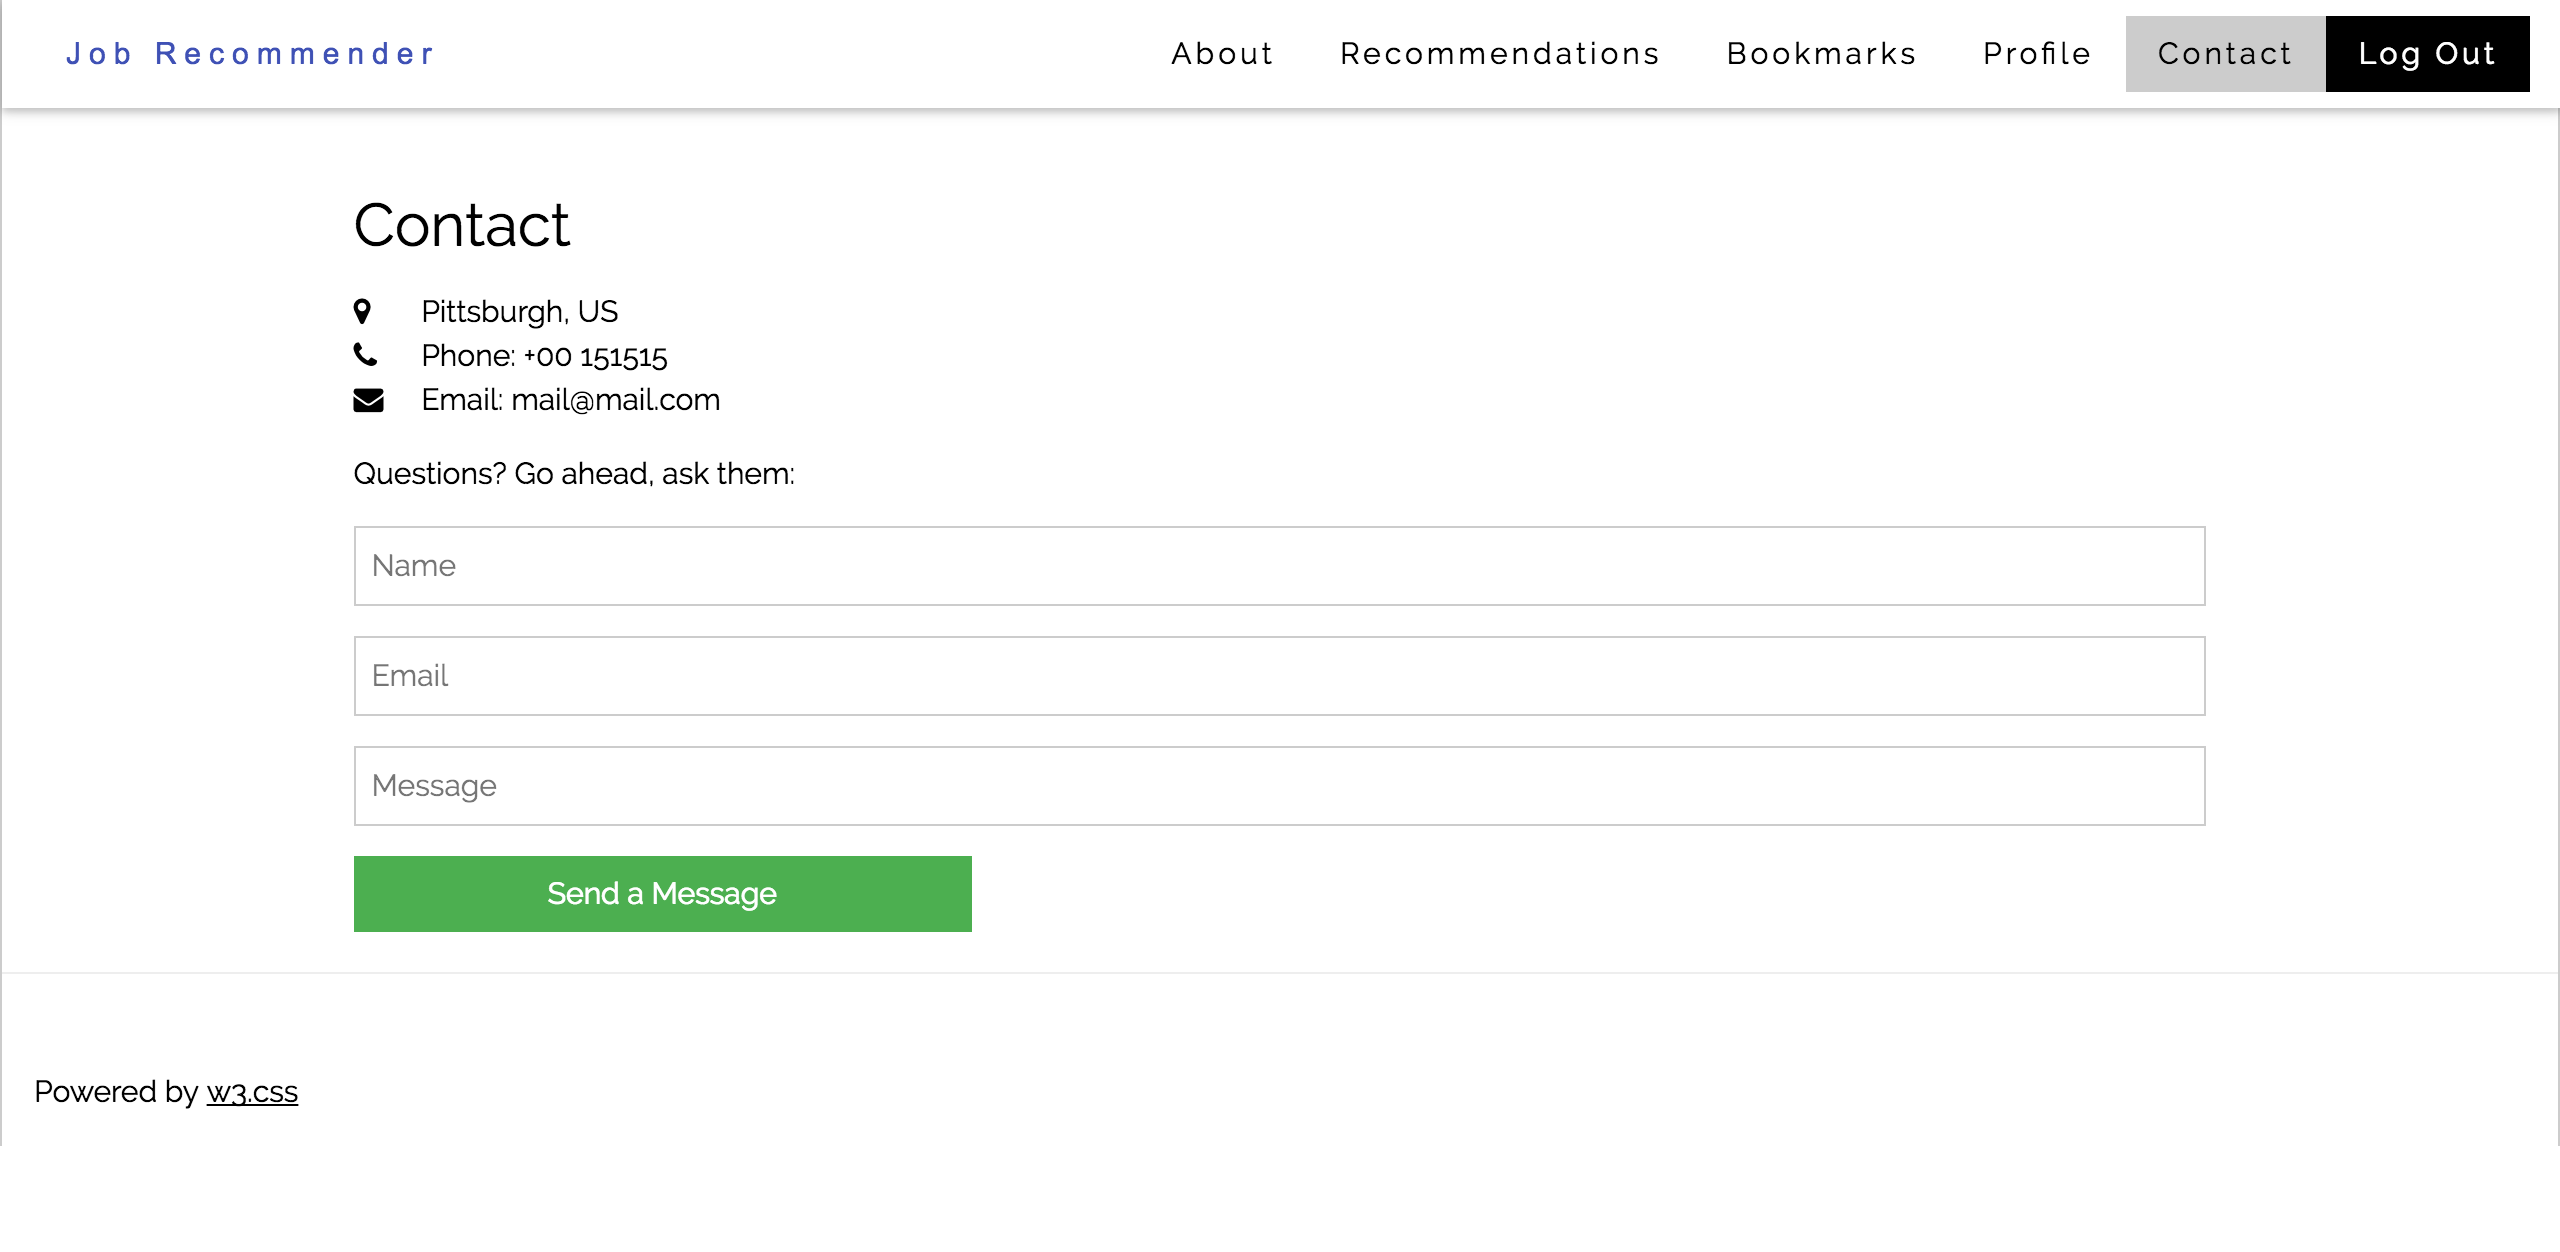 Job Recommender
About Recommendations Bookmarks Profile Contact Log Out
Contact
Pittsburgh, US
Phone: +00 151515
Email: mail@mail.com
Questions? Go ahead, ask them:
Name
Email
Message
Send a Message
Powered by w3.css